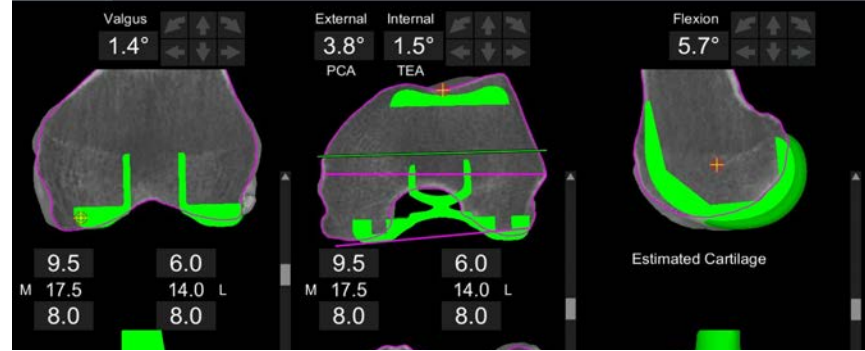 Valgus
1.4°
External Internal
3.8° 1.5°
PCA TEA
Flexion
5.7°
9.5 6.0
M 17.5 14.0 L
8.0 8.0
9.5 6.0
M 17.5 14.0 L
8.0 8.0
Estimated Cartilage